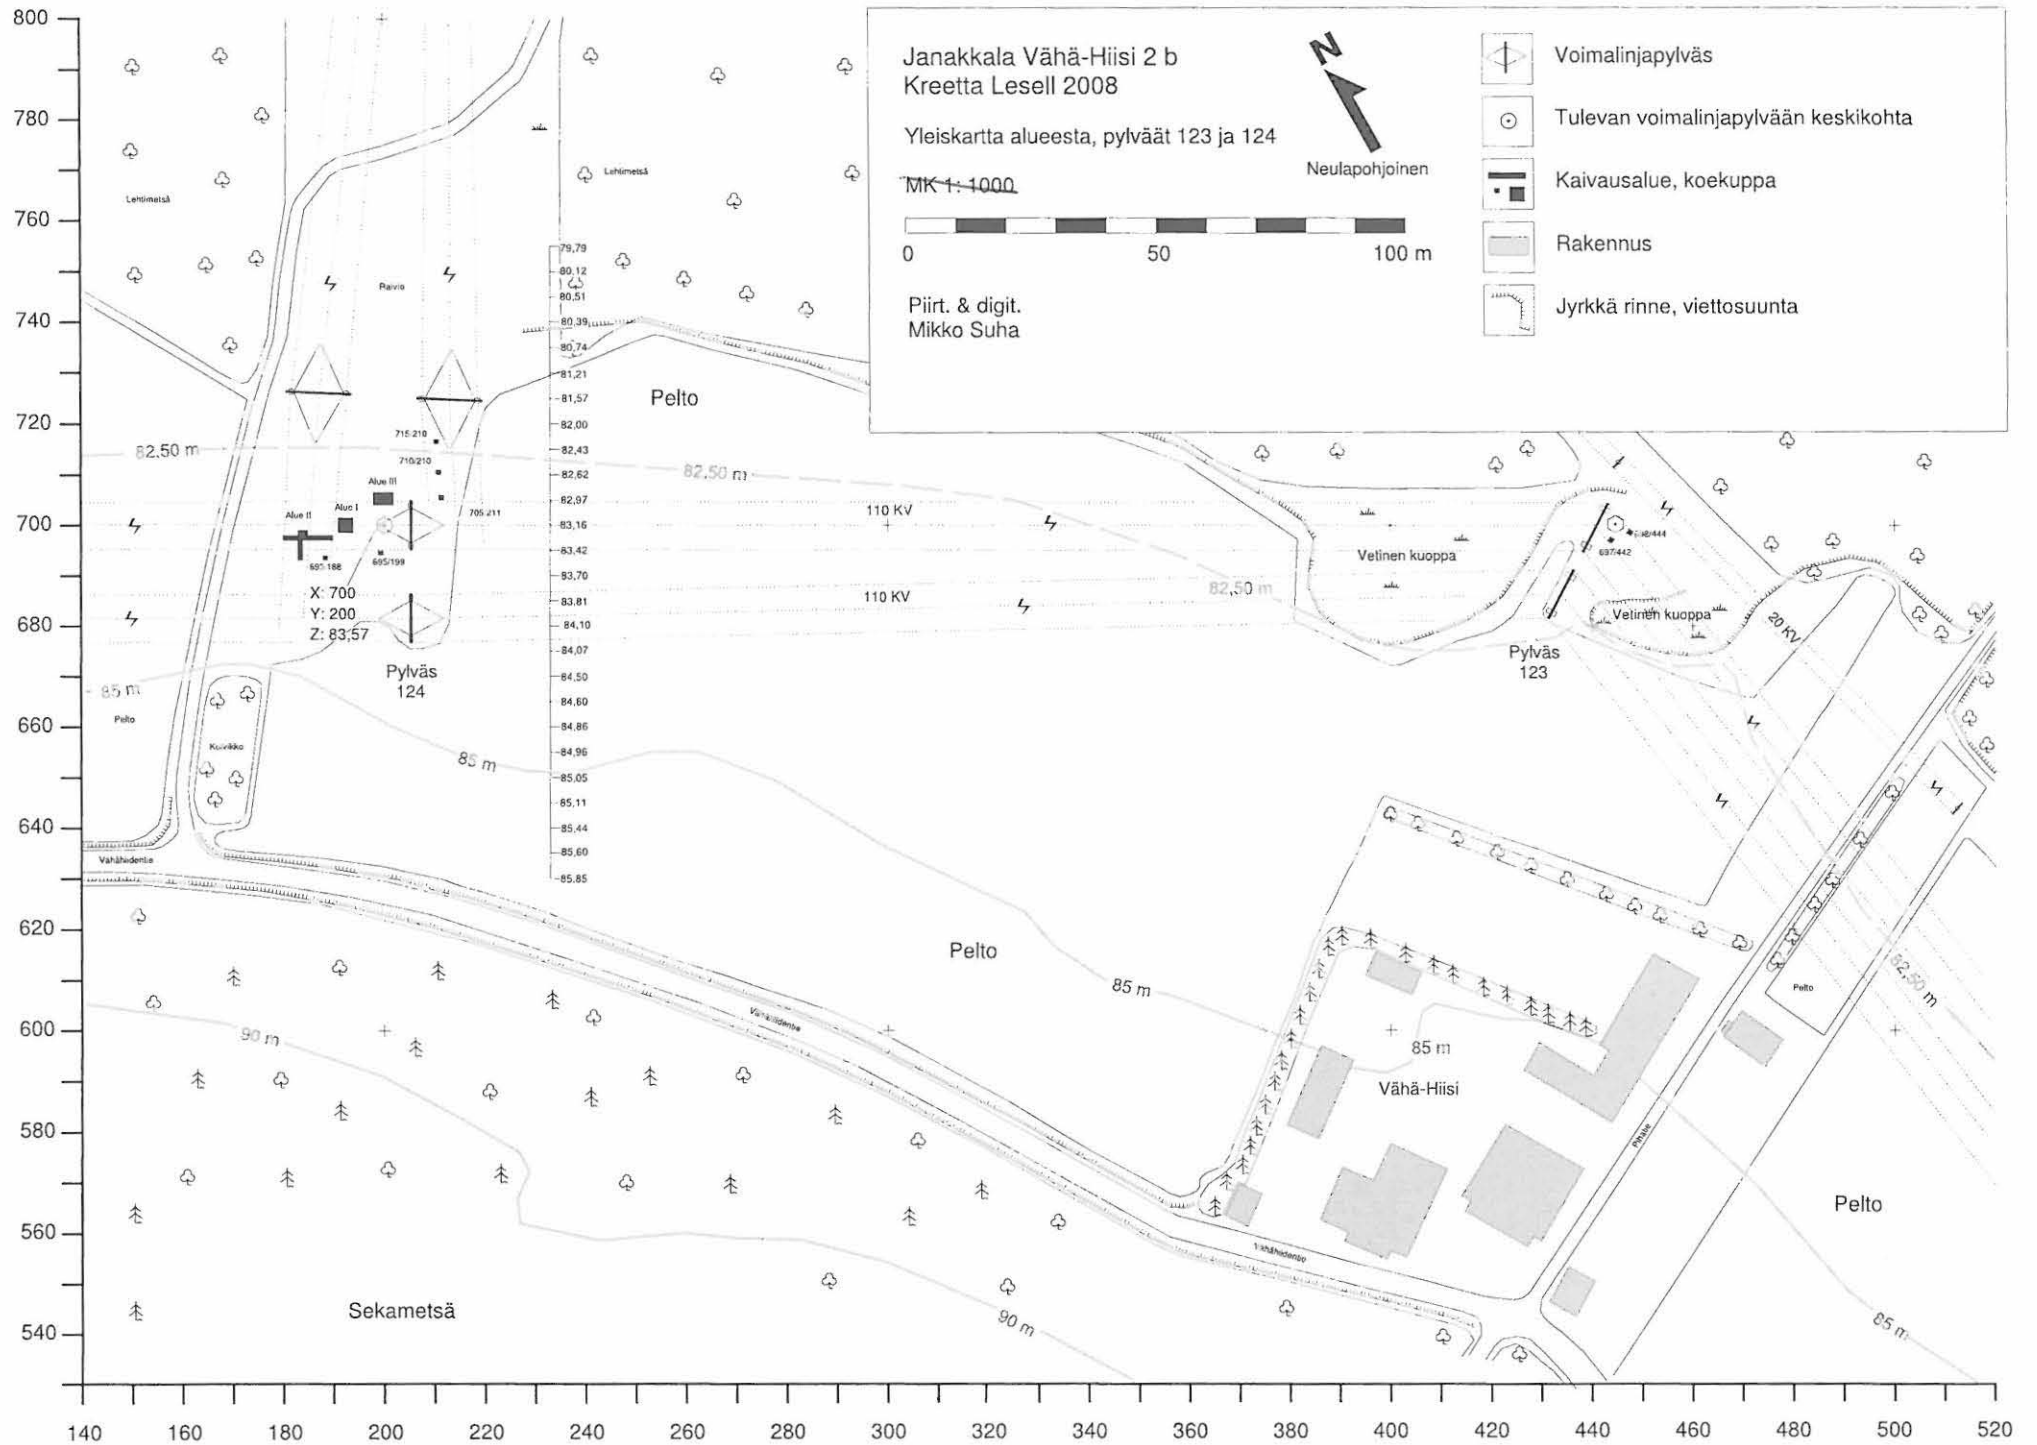 800
780
760
740
720
700
680
660
640
620
600
580
560
540
140
160
180
200
220
240
260
280
300
320
340
360
380
400
420
440
460
480
500
520
Janakkala Vähä-Hiisi 2 b
Kreetta Lesell 2008
Yleiskartta alueesta, pylväät 123 ja 124
MK 1: 1000
0
50
100 m
Piirt. & digit.
Mikko Suha
N
Neulapohjoinen
Voimalinjapylväs
Tulevan voimalinjapylvään keskikohta
Kaivausalue, koekuppa
Rakennus
Jyrkkä rinne, viettosuunta
Lehtimetsä
Lehtimetsä
Raivio
79,79
80,12
80,51
80,39
80,74
81,21
81,57
82,00
82,43
82,62
82,97
83,16
83,42
83,70
83,81
84,10
84,07
84,50
84,60
84,86
84,96
85,05
85,11
85,44
85,60
85,85
Pelto
82,50 m
82,50 m
82,50 m
82,50 m
715 210
710/210
705 211
Alue III
Alue II
Alue I
695 188
695/199
X: 700
Y: 200
Z: 83,57
Pylväs
124
110 KV
110 KV
Vetinen kuoppa
Vetinen kuoppa
697/442
Pylväs
123
20 KV
85 m
85 m
85 m
85 m
85 m
Pelto
Koivikko
Vähähiidentie
Vähähiidentie
Vähähiidentie
Pelto
Pelto
Pelto
Vähä-Hiisi
Pihatie
90 m
90 m
Sekametsä